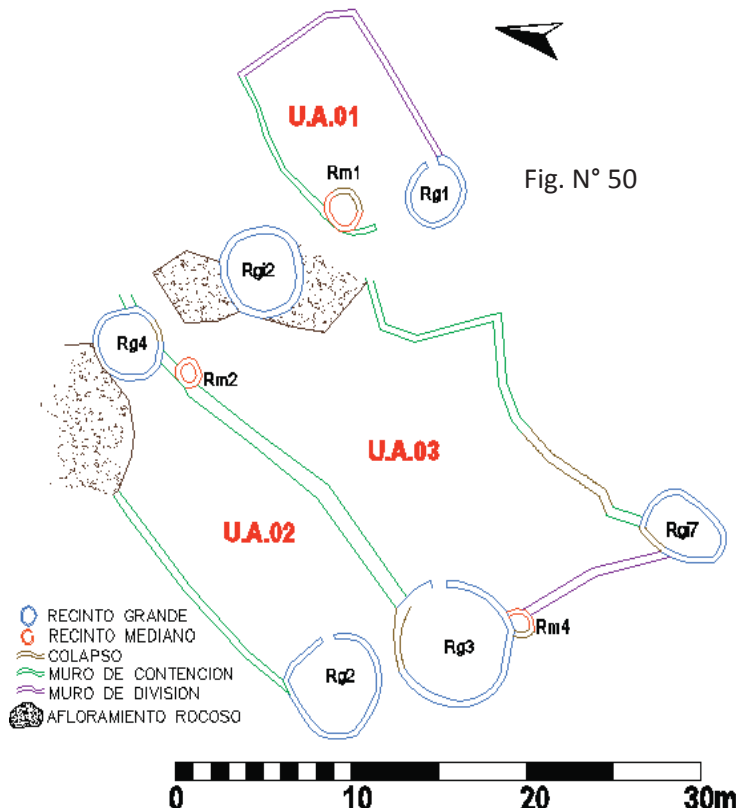 U.A.01
Rm1
Rg1
Fig. N° 50
Rgi2
Rg4
Rm2
U.A.03
U.A.02
Rgi7
Rm4
Rg3
Rg2
RECINTO GRANDE
RECINTO MEDIANO
COLAPSO
MURO DE CONTENCION
MURO DE DIVISION
AFLORAMIENTO ROCOSO
0 10 20 30m